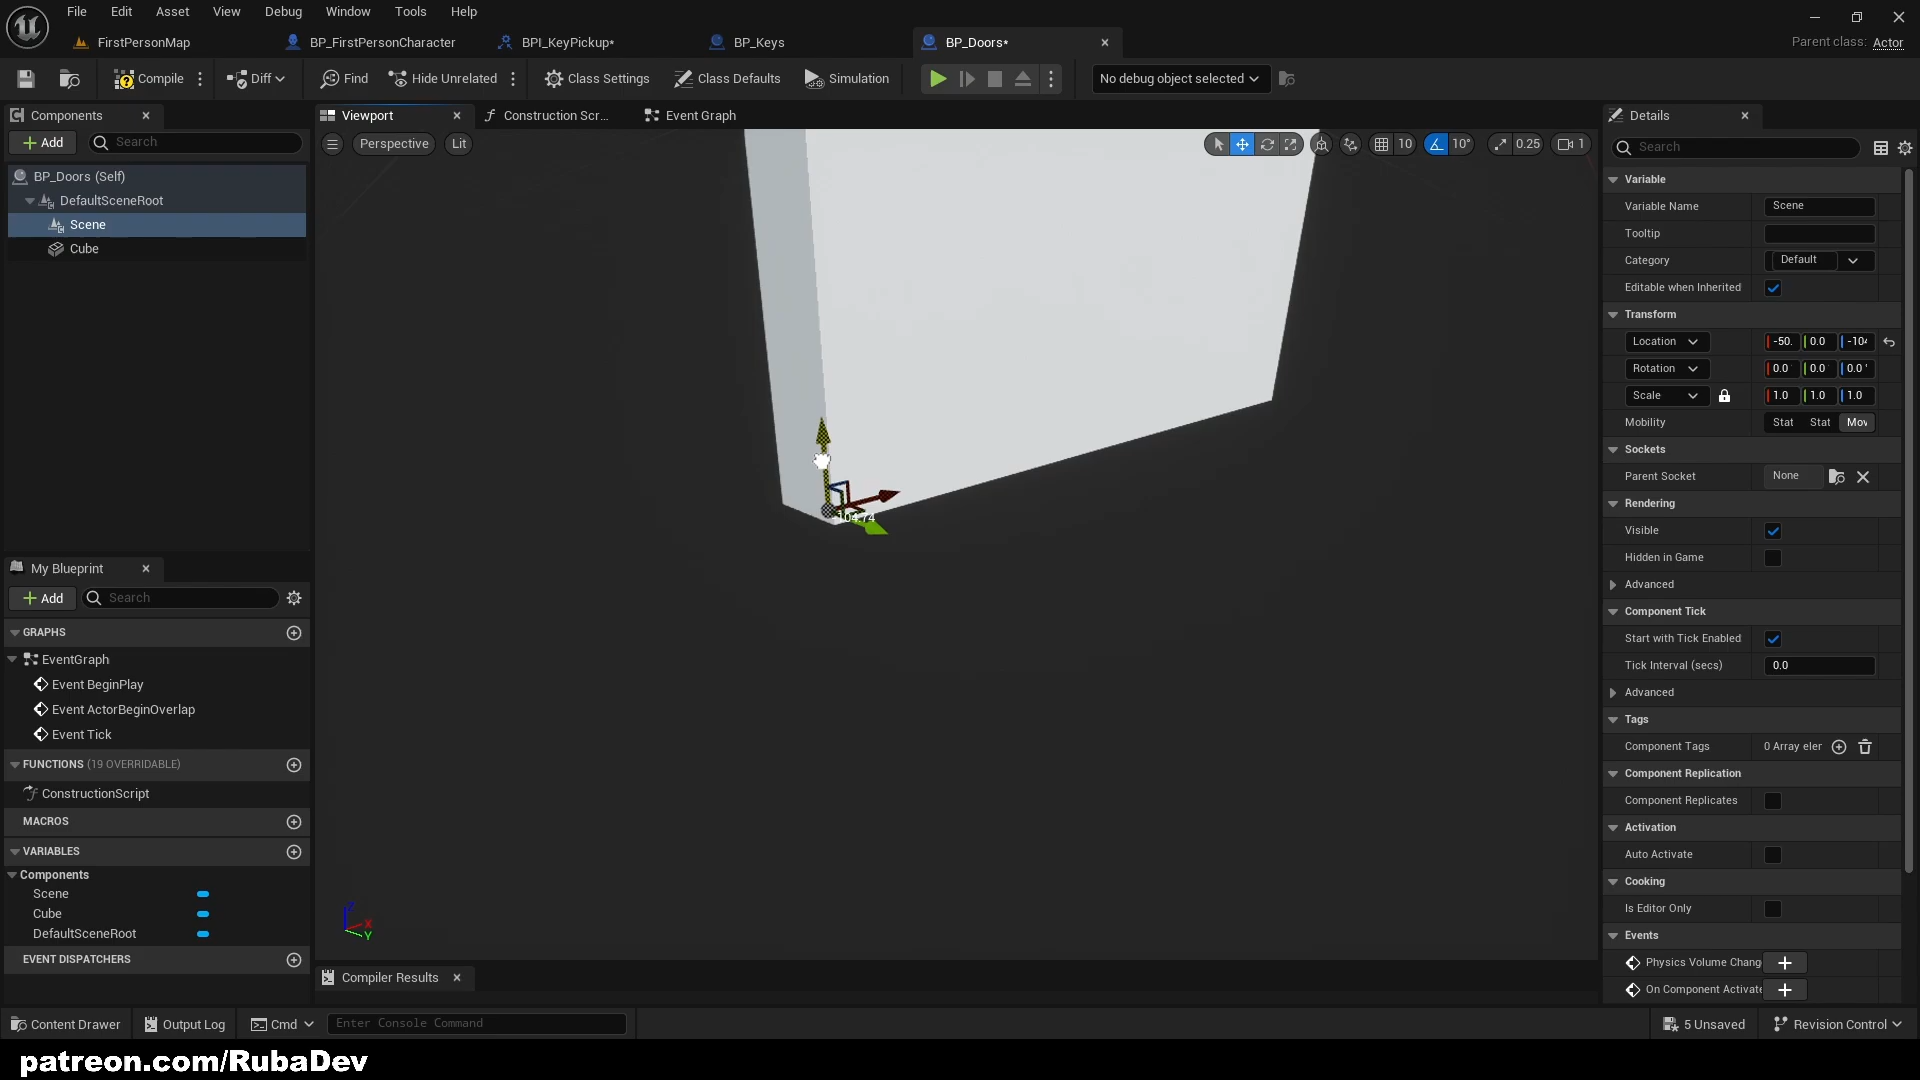 File Edit Asset View Debug Window Tools Help
FirstPersonMap BP_FirstPersonCharacter BPI_KeyPickup* BP_Keys BP_Doors* Parent class: Actor
Compile Diff Find Hide Unrelated Class Settings Class Defaults Simulation No debug object selected
Components
Add Search
BP_Doors (Self)
DefaultSceneRoot
Scene
Cube
Viewport Construction Scr... Event Graph
Perspective Lit 10 10° 0.25 1
Z X Y
My Blueprint
Add Search
GRAPHS
EventGraph
Event BeginPlay
Event ActorBeginOverlap
Event Tick
FUNCTIONS (19 OVERRIDABLE)
ConstructionScript
MACROS
VARIABLES
Components
Scene
Cube
DefaultSceneRoot
EVENT DISPATCHERS
Compiler Results
Details
Search
Variable
Variable Name Scene
Tooltip
Category Default
Editable when Inherited
Transform
Location -50. 0.0 -104
Rotation 0.0 0.0 0.0 °
Scale 1.0 1.0 1.0
Mobility Stat Stat Mov
Sockets
Parent Socket None
Rendering
Visible
Hidden in Game
Advanced
Component Tick
Start with Tick Enabled
Tick Interval (secs) 0.0
Advanced
Tags
Component Tags 0 Array eler
Component Replication
Component Replicates
Activation
Auto Activate
Cooking
Is Editor Only
Events
Physics Volume Chang
On Component Activate
Content Drawer Output Log Cmd Enter Console Command 5 Unsaved Revision Control
patreon.com/RubaDev